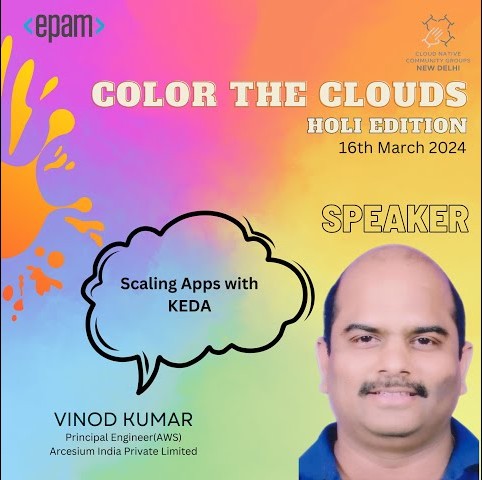 <epam>
CLOUD NATIVE
COMMUNITY GROUPS
NEW DELHI
COLOR THE CLOUDS
HOLI EDITION
16th March 2024
SPEAKER
Scaling Apps with
KEDA
VINOD KUMAR
Principal Engineer(AWS)
Arcesium India Private Limited